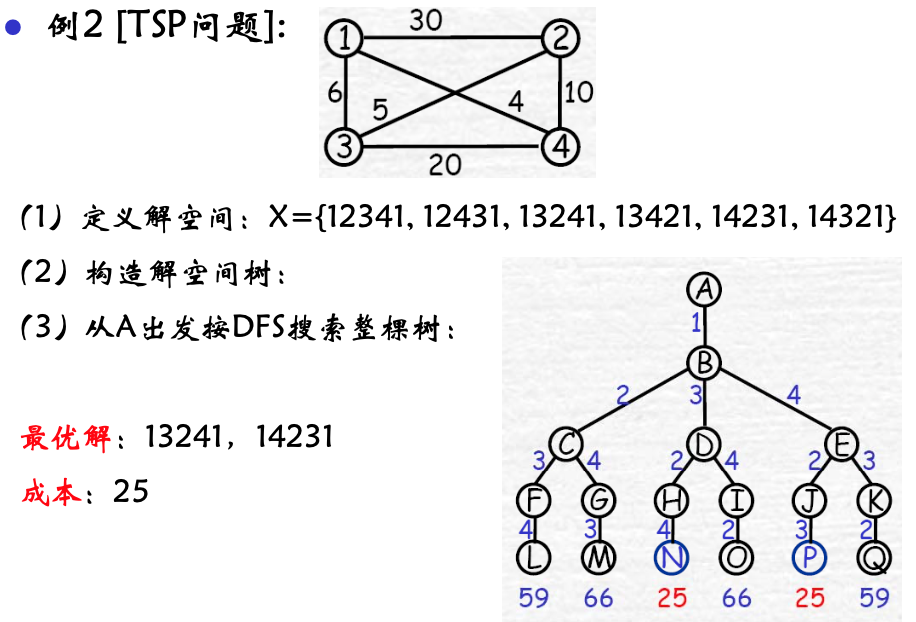 例2 [TSP问题]:
1 30 2
6 5 4 10
3 20 4
(1) 定义解空间: X={12341, 12431, 13241, 13421, 14231, 14321}
(2) 构造解空间树:
(3) 从A出发按DFS搜索整棵树:
最优解: 13241, 14231
成本: 25
A
1
B
2 3 4
C D E
3 4 2 4 2 3
F G H I J K
4 3 4 2 3 2
L M N O P Q
59 66 25 66 25 59